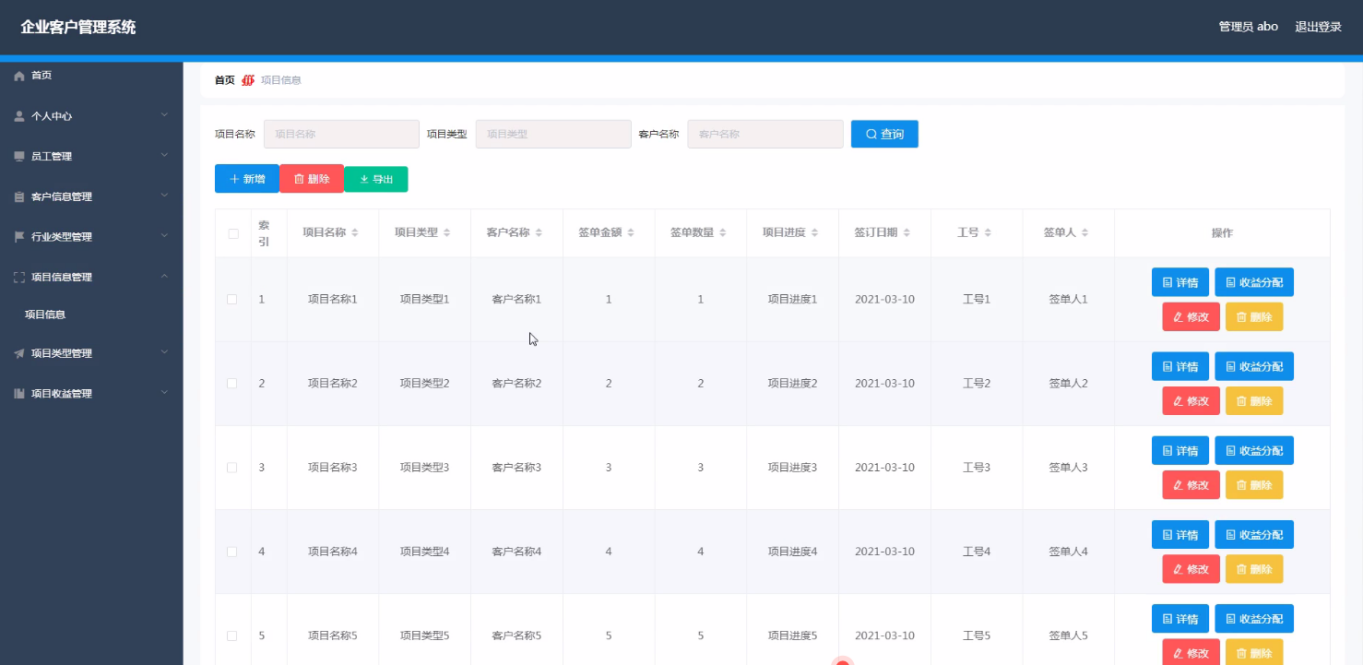 企业客户管理系统
管理员 abo 退出登录
首页
个人中心
员工管理
客户信息管理
行业类型管理
项目信息管理
项目信息
项目类型管理
项目收益管理
首页 项目信息
项目名称 项目名称 项目类型 项目类型 客户名称 客户名称 查询
新增 删除 导出
索引 项目名称 项目类型 客户名称 签单金额 签单数量 项目进度 签订日期 工号 签单人 操作
1 项目名称1 项目类型1 客户名称1 1 1 项目进度1 2021-03-10 工号1 签单人1 详情 收益分配
修改 删除
2 项目名称2 项目类型2 客户名称2 2 2 项目进度2 2021-03-10 工号2 签单人2 详情 收益分配
修改 删除
3 项目名称3 项目类型3 客户名称3 3 3 项目进度3 2021-03-10 工号3 签单人3 详情 收益分配
修改 删除
4 项目名称4 项目类型4 客户名称4 4 4 项目进度4 2021-03-10 工号4 签单人4 详情 收益分配
修改 删除
5 项目名称5 项目类型5 客户名称5 5 5 项目进度5 2021-03-10 工号5 签单人5 详情 收益分配
修改 删除